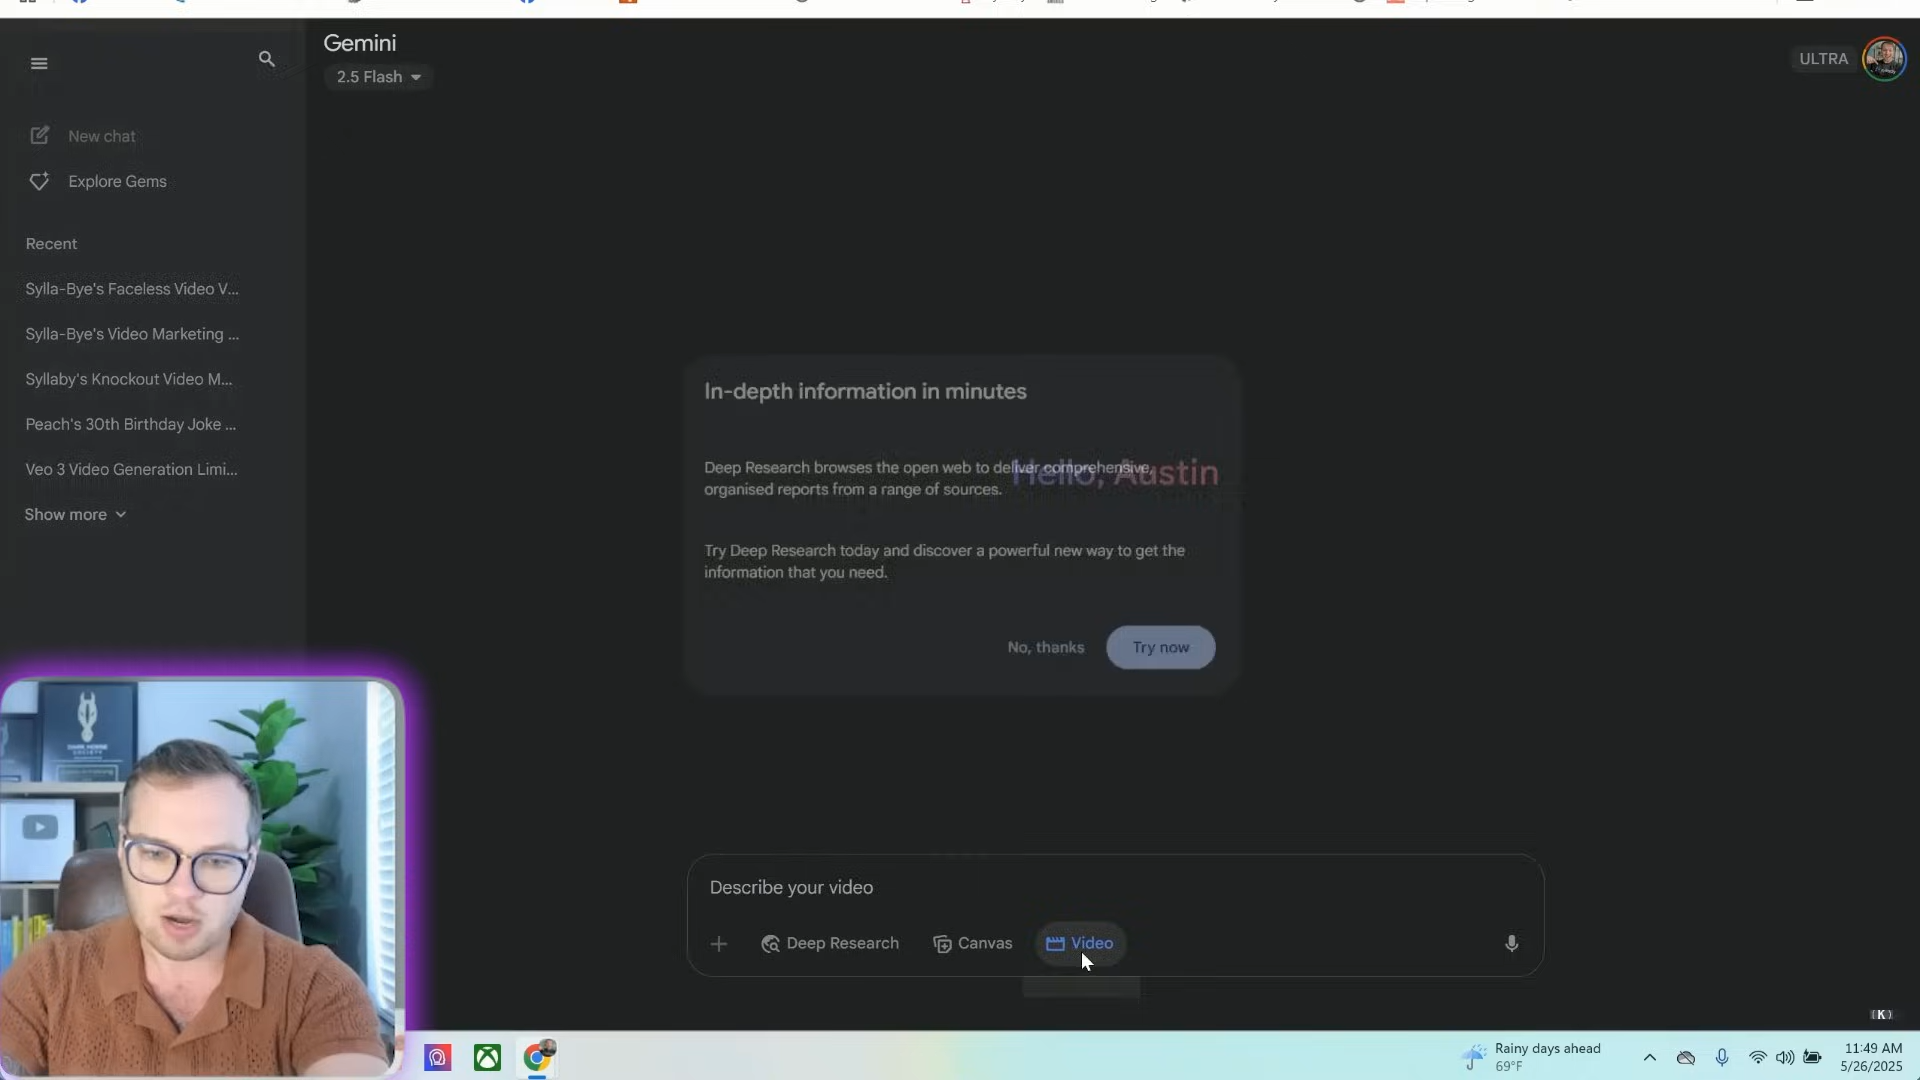 Gemini
2.5 Flash
ULTRA
New chat
Explore Gems
Recent
Sylla-Bye's Faceless Video V...
Sylla-Bye's Video Marketing ...
Syllaby's Knockout Video M...
Peach's 30th Birthday Joke ...
Veo 3 Video Generation Limi...
Show more
In-depth information in minutes
Hello, Austin
Deep Research browses the open web to deliver comprehensive,
organised reports from a range of sources.
Try Deep Research today and discover a powerful new way to get the
information that you need.
No, thanks
Try now
Describe your video
Deep Research
Canvas
Video
DARK HORSE
SOCIETY
{K}
Rainy days ahead
69°F
11:49 AM
5/26/2025